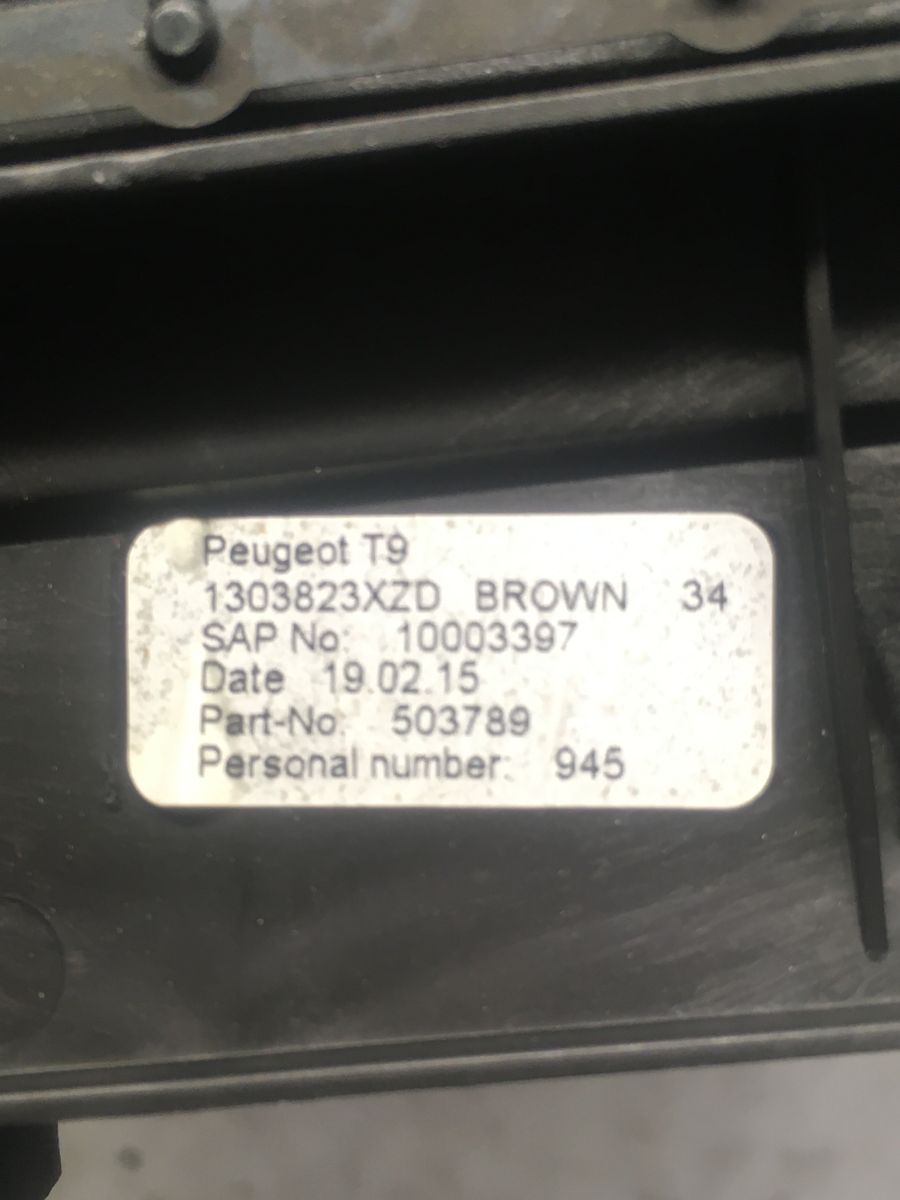 Peugeot T9
1303823XZD BROWN 34
SAP No: 10003397
Date 19.02.15
Part-No: 503789
Personal number: 945